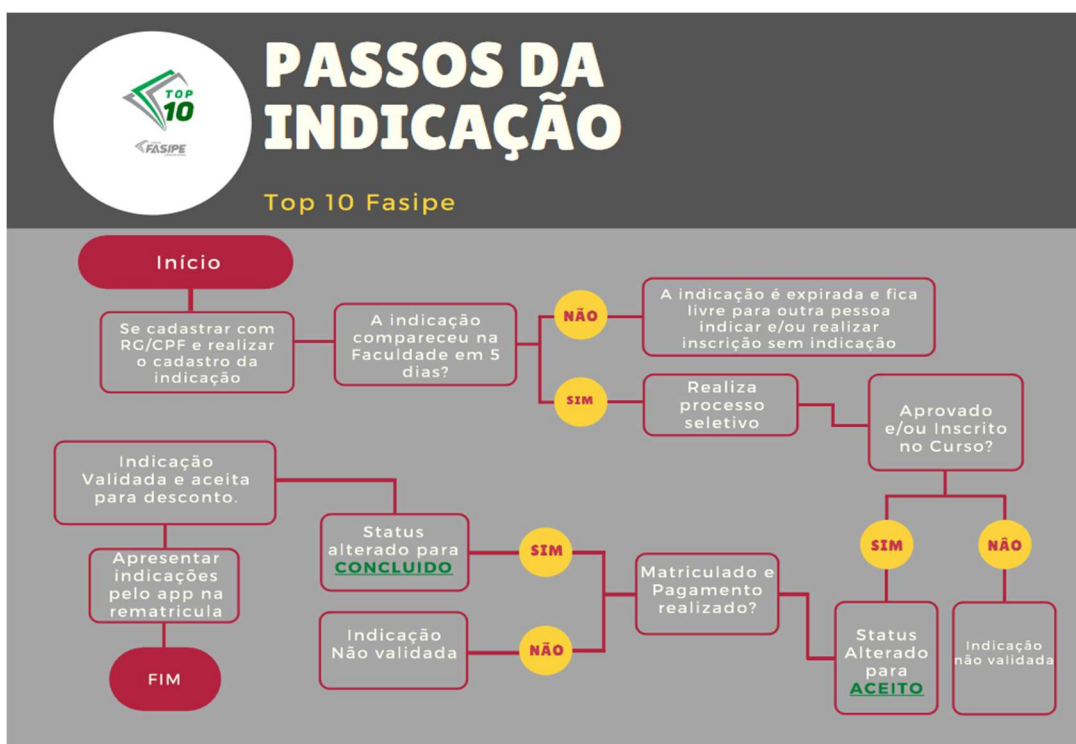 TOP
10
FASIPE
PASSOS DA
INDICAÇÃO
Top 10 Fasipe
Início
Se cadastrar com
RG/CPF e realizar
o cadastro da
indicação
A indicação
compareceu na
Faculdade em 5
dias?
NÃO
A indicação é expirada e fica
livre para outra pessoa
indicar e/ou realizar
inscrição sem indicação
SIM
Realiza
processo
seletivo
Aprovado
e/ou Inscrito
no Curso?
SIM
NÃO
Status
Alterado
para
ACEITO
Indicação
não validada
Matriculado e
Pagamento
realizado?
SIM
NÃO
Status
alterado para
CONCLUIDO
Indicação
Não validada
Indicação
Validada e aceita
para desconto.
Apresentar
indicações
pelo app na
rematricula
FIM